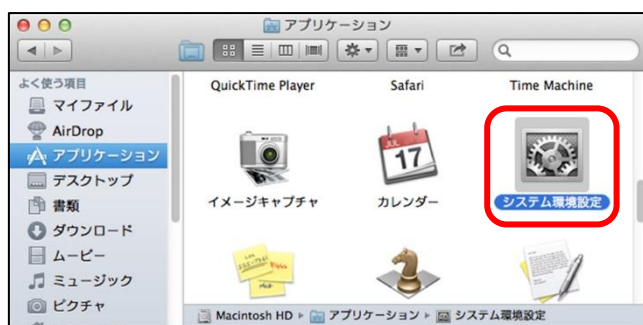 アプリケーション
よく使う項目
マイファイル
AirDrop
アプリケーション
デスクトップ
書類
ダウンロード
ムービー
ミュージック
ピクチャ
QuickTime Player
Safari
Time Machine
JUL
17
イメージキャプチャ
カレンダー
システム環境設定
Macintosh HD ▸ アプリケーション ▸ システム環境設定